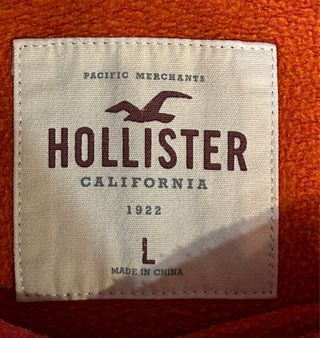 PACIFIC MERCHANTS
HOLLISTER
CALIFORNIA
1922
L
MADE IN CHINA